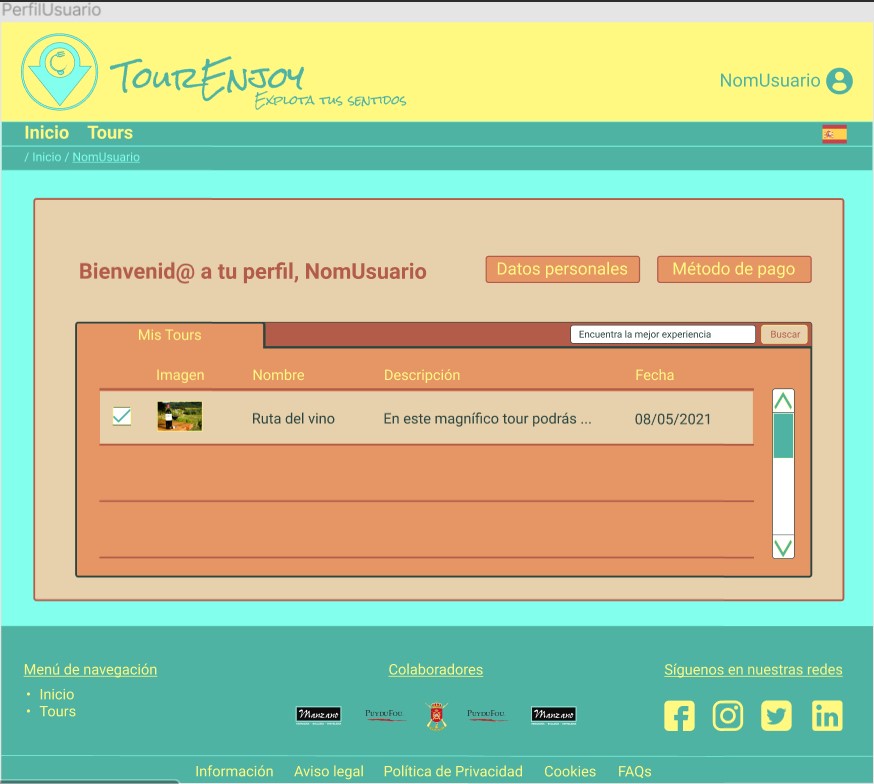 PerfilUsuario
TourEnjoy
Explota tus sentidos
NomUsuario
Inicio Tours
/ Inicio / NomUsuario
Bienvenid@ a tu perfil, NomUsuario
Datos personales
Método de pago
Mis Tours
Encuentra la mejor experiencia
Buscar
Imagen Nombre Descripción Fecha
Ruta del vino En este magnífico tour podrás ... 08/05/2021
Menú de navegación
• Inicio
• Tours
Colaboradores
Manzano PUYDUFOU PUYDUFOU Manzano
Síguenos en nuestras redes
Información Aviso legal Política de Privacidad Cookies FAQs